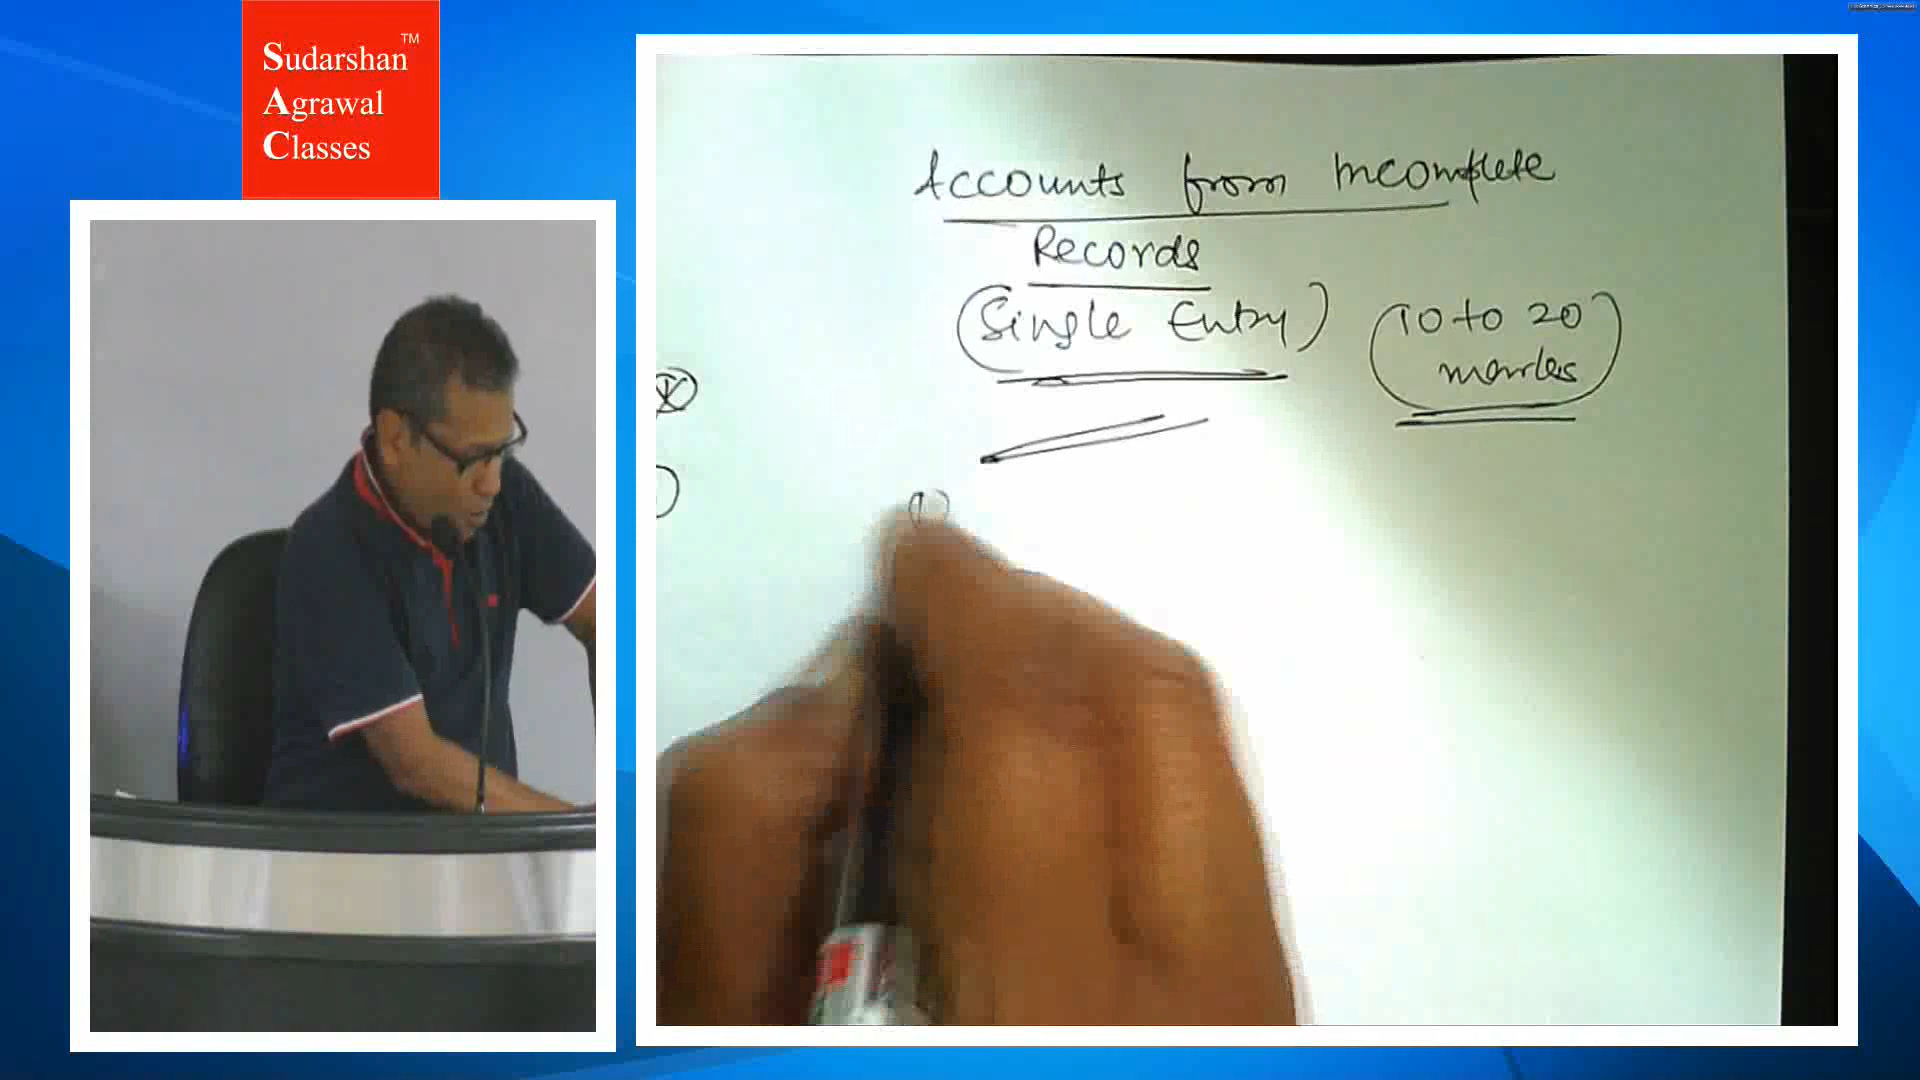 Sudarshan™
Agrawal
Classes
Accounts from Incomplete
Records
(Single Entry) (10 to 20
marks)